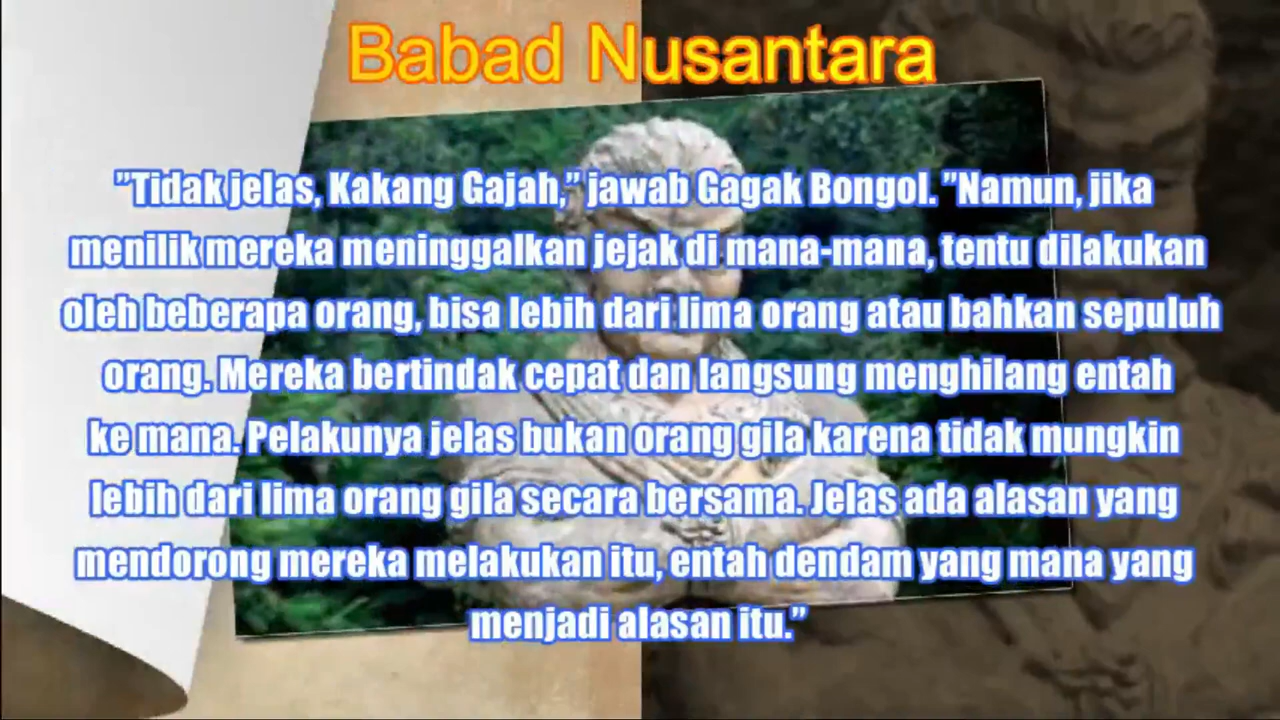 Babad Nusantara
”Tidak jelas, Kakang Gajah,” jawab Gagak Bongol. ”Namun, jika
menilik mereka meninggalkan jejak di mana-mana, tentu dilakukan
oleh beberapa orang, bisa lebih dari lima orang atau bahkan sepuluh
orang. Mereka bertindak cepat dan langsung menghilang entah
ke mana. Pelakunya jelas bukan orang gila karena tidak mungkin
lebih dari lima orang gila secara bersama. Jelas ada alasan yang
mendorong mereka melakukan itu, entah dendam yang mana yang
menjadi alasan itu.”